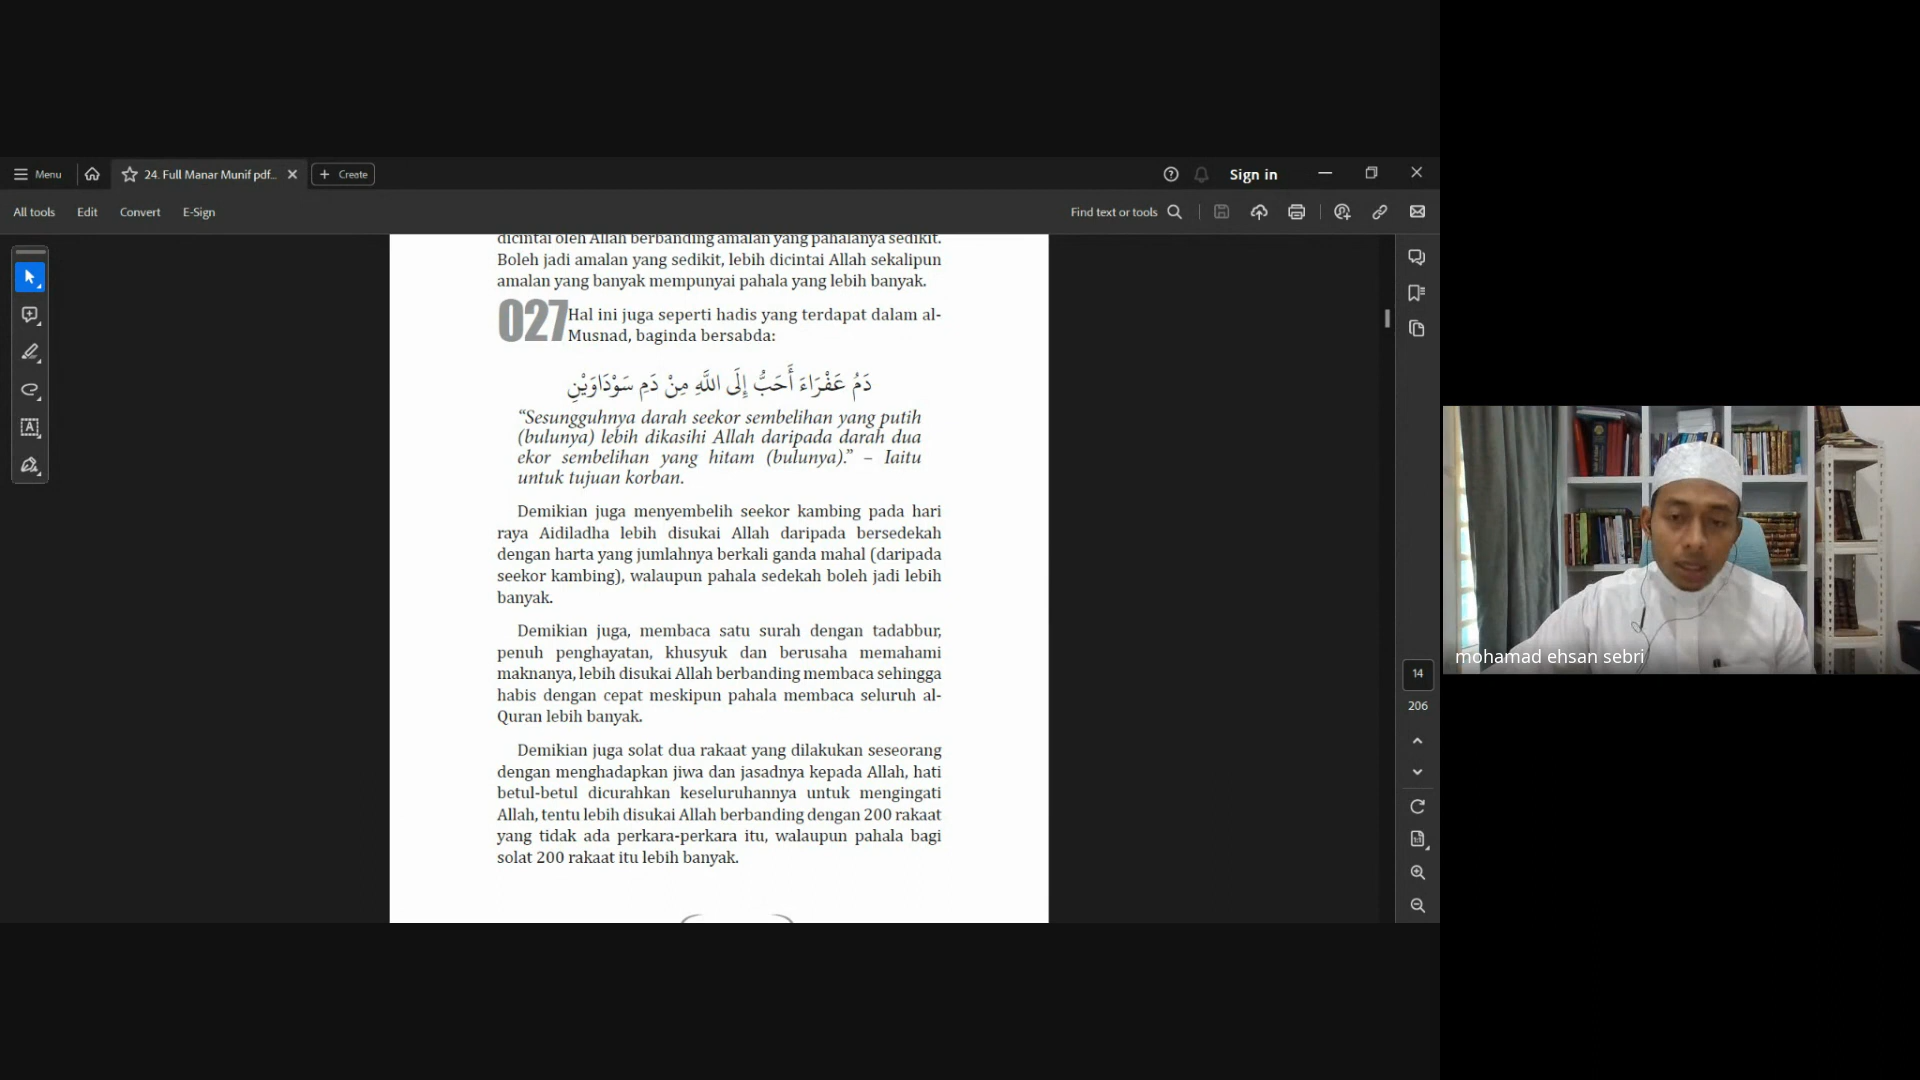 Menu
24. Full Manar Munif pdf...
Create
Sign in
All tools
Edit
Convert
E-Sign
Find text or tools
dicintai oleh Allah berbanding amalan yang pahalanya sedikit.
Boleh jadi amalan yang sedikit, lebih dicintai Allah sekalipun
amalan yang banyak mempunyai pahala yang lebih banyak.
027 Hal ini juga seperti hadis yang terdapat dalam al-
Musnad, baginda bersabda:
دَمُ عَفْرَاءَ أَحَبُّ إِلَى اللَّهِ مِنْ دَمِ سَوْدَاوَيْنِ
“Sesungguhnya darah seekor sembelihan yang putih
(bulunya) lebih dikasihi Allah daripada darah dua
ekor sembelihan yang hitam (bulunya).” – Iaitu
untuk tujuan korban.
Demikian juga menyembelih seekor kambing pada hari
raya Aidiladha lebih disukai Allah daripada bersedekah
dengan harta yang jumlahnya berkali ganda mahal (daripada
seekor kambing), walaupun pahala sedekah boleh jadi lebih
banyak.
Demikian juga, membaca satu surah dengan tadabbur,
penuh penghayatan, khusyuk dan berusaha memahami
maknanya, lebih disukai Allah berbanding membaca sehingga
habis dengan cepat meskipun pahala membaca seluruh al-
Quran lebih banyak.
Demikian juga solat dua rakaat yang dilakukan seseorang
dengan menghadapkan jiwa dan jasadnya kepada Allah, hati
betul-betul dicurahkan keseluruhannya untuk mengingati
Allah, tentu lebih disukai Allah berbanding dengan 200 rakaat
yang tidak ada perkara-perkara itu, walaupun pahala bagi
solat 200 rakaat itu lebih banyak.
14
206
mohamad ehsan sebri